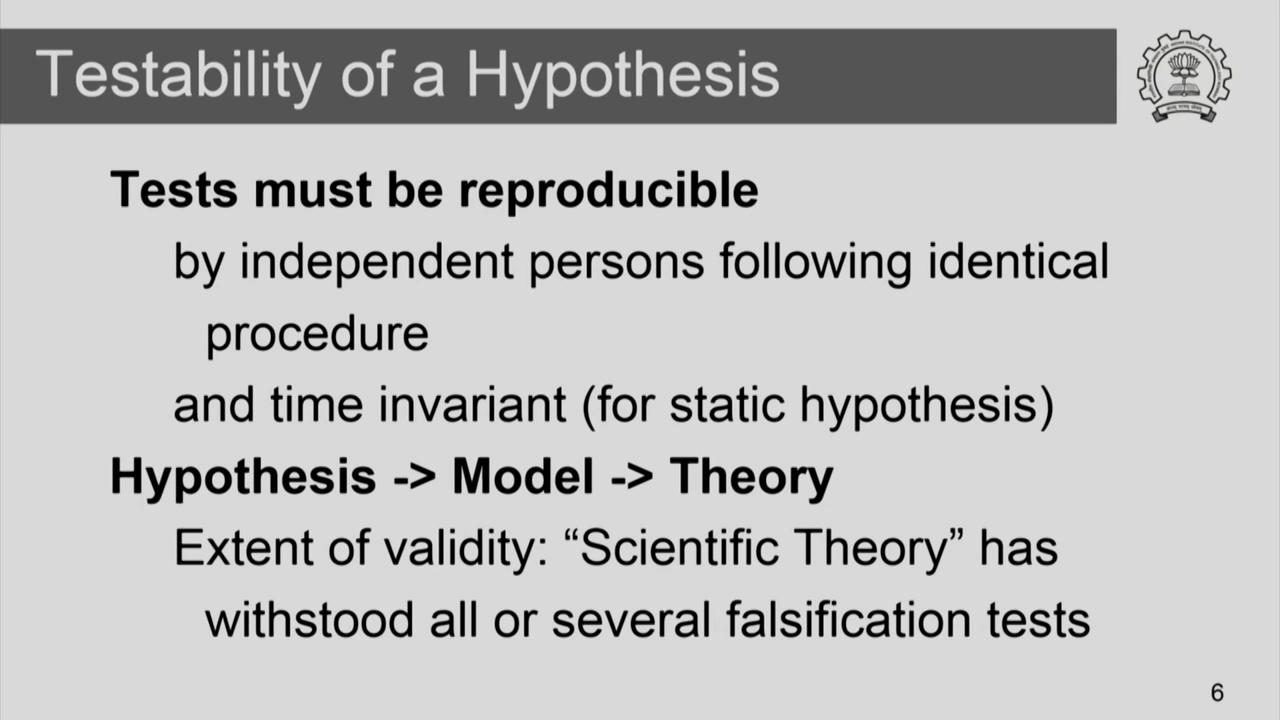 Testability of a Hypothesis
Tests must be reproducible
by independent persons following identical
procedure
and time invariant (for static hypothesis)
Hypothesis -> Model -> Theory
Extent of validity: “Scientific Theory” has
withstood all or several falsification tests
6